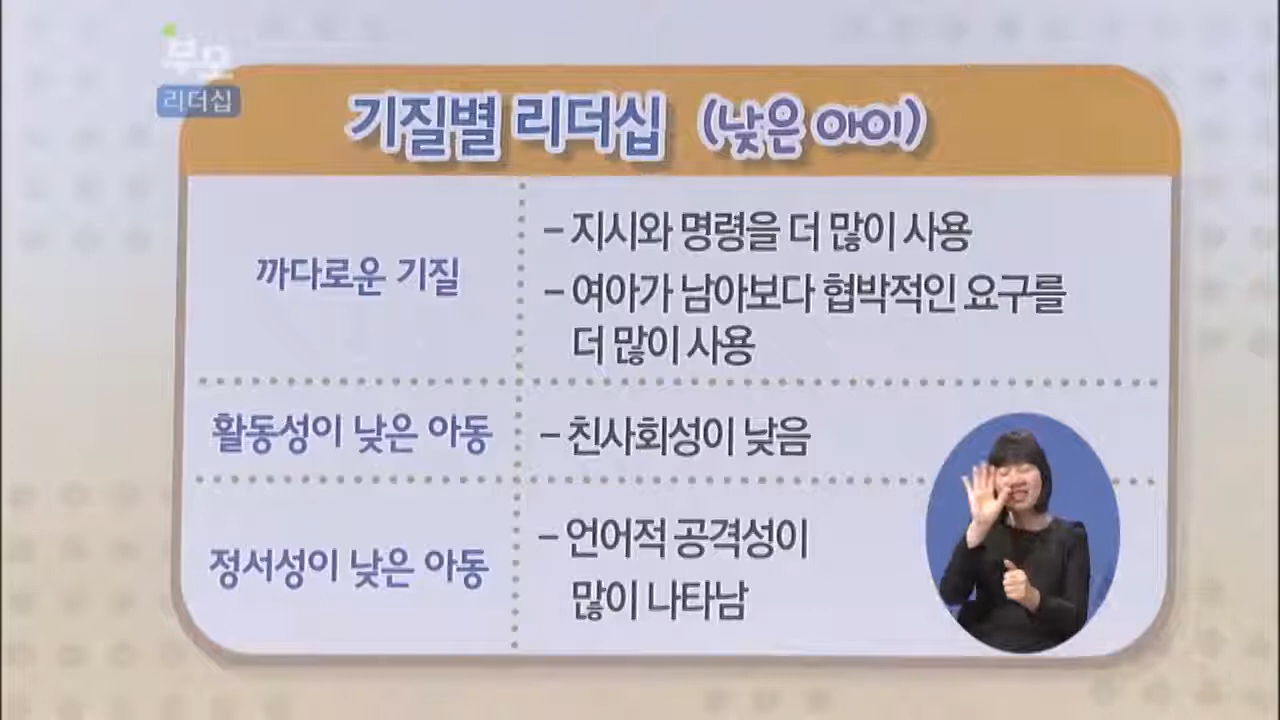 부모
리더십
기질별 리더십 (낮은 아이)
까다로운 기질
- 지시와 명령을 더 많이 사용
- 여아가 남아보다 협박적인 요구를
더 많이 사용
활동성이 낮은 아동
- 친사회성이 낮음
정서성이 낮은 아동
- 언어적 공격성이
많이 나타남